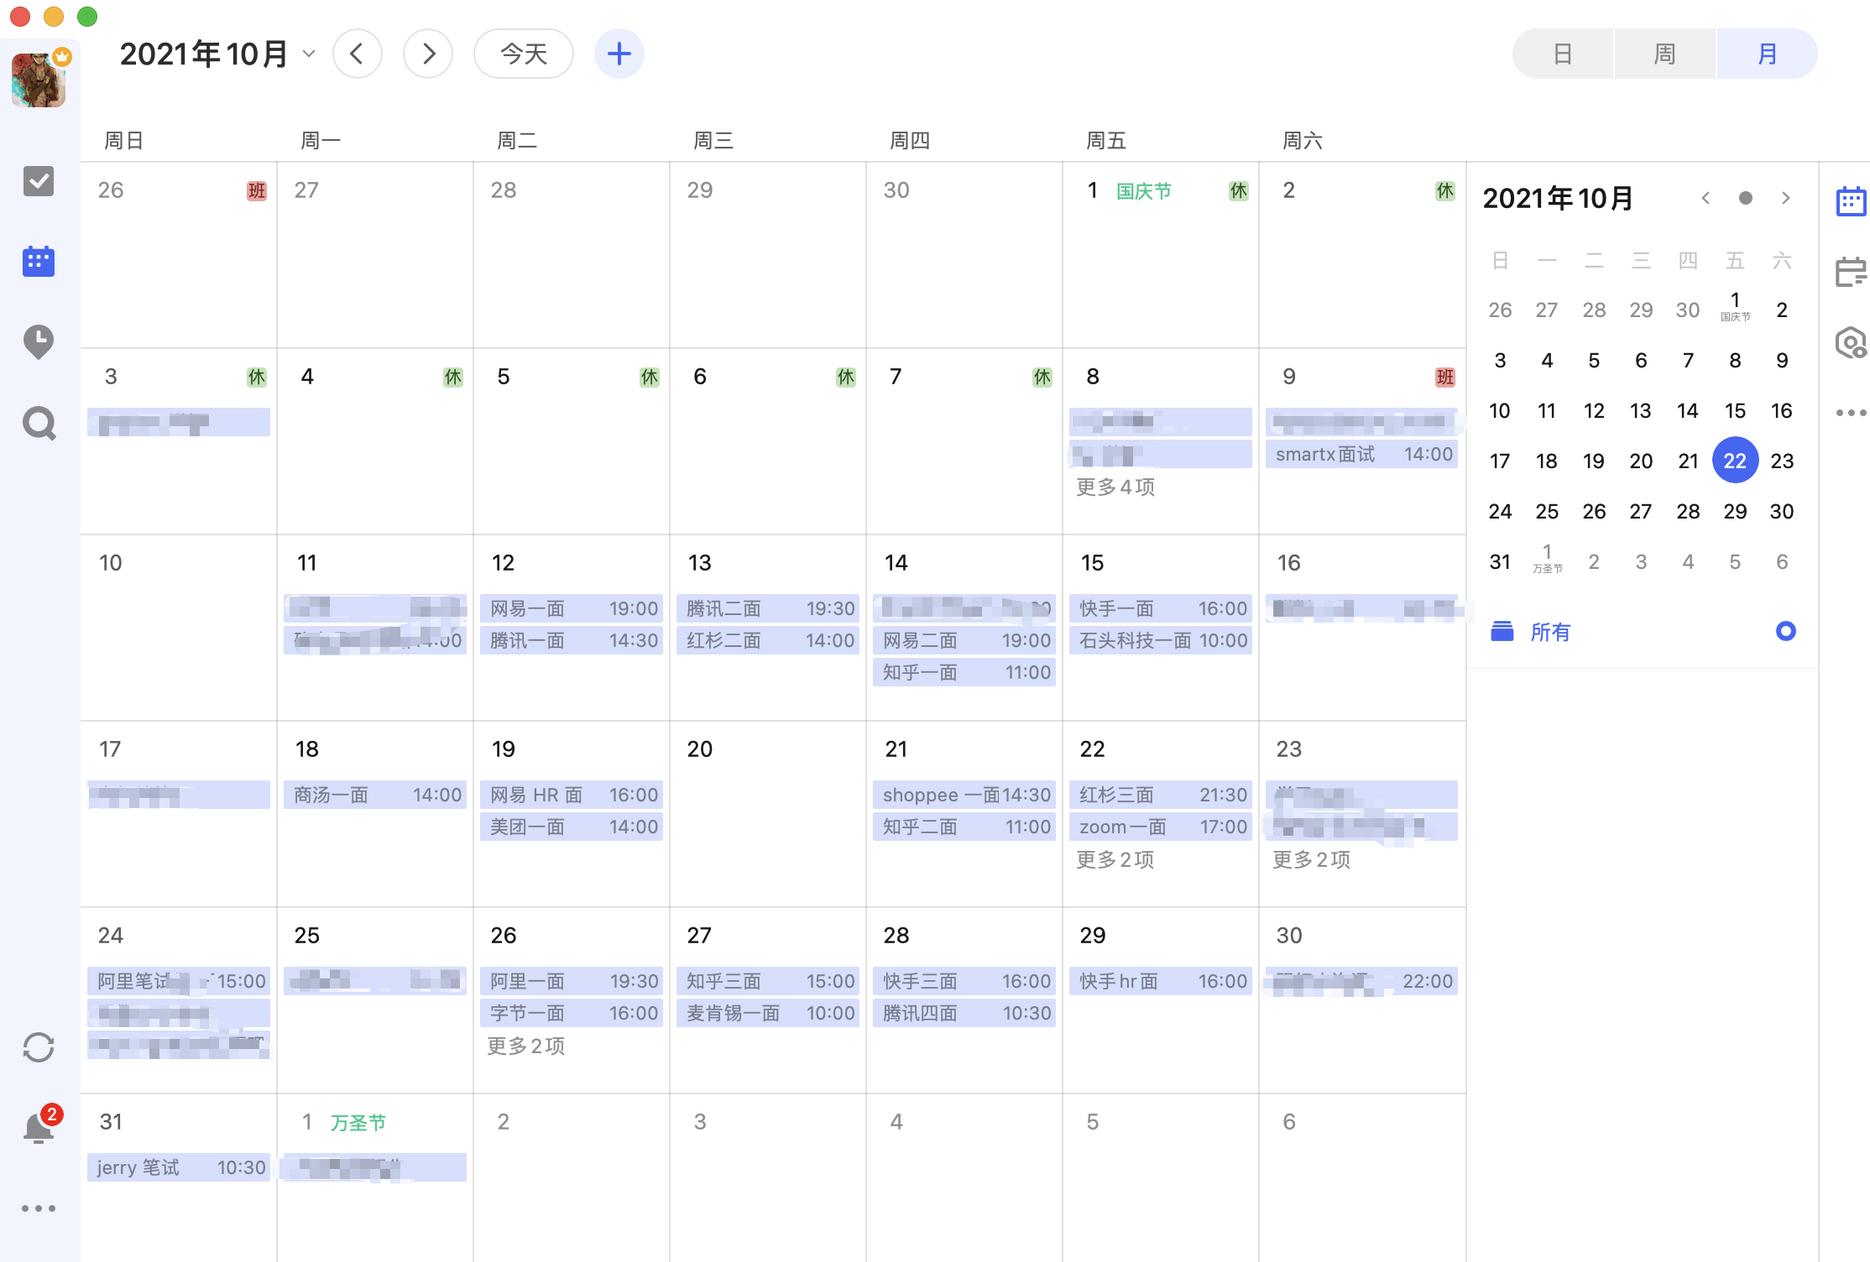 2021年10月 今天
日 周 月
周日 周一 周二 周三 周四 周五 周六
26 班 27 28 29 30 1 国庆节 休 2 休
3 休 4 休 5 休 6 休 7 休 8 9 班
smartx面试 14:00
更多4项
10 11 12 13 14 15 16
网易一面 19:00 腾讯二面 19:30 快手一面 16:00
腾讯一面 14:30 红杉二面 14:00 网易二面 19:00 石头科技一面 10:00
知乎一面 11:00
17 18 19 20 21 22 23
商汤一面 14:00 网易 HR 面 16:00 shoppee 一面14:30 红杉三面 21:30
美团一面 14:00 知乎二面 11:00 zoom一面 17:00
更多2项 更多2项
24 25 26 27 28 29 30
阿里笔试 15:00 阿里一面 19:30 知乎三面 15:00 快手三面 16:00 快手hr面 16:00 22:00
字节一面 16:00 麦肯锡一面 10:00 腾讯四面 10:30
更多2项
31 1 万圣节 2 3 4 5 6
jerry 笔试 10:30
2021年10月
日 一 二 三 四 五 六
26 27 28 29 30 1 2
国庆节
3 4 5 6 7 8 9
10 11 12 13 14 15 16
17 18 19 20 21 22 23
24 25 26 27 28 29 30
31 1 2 3 4 5 6
万圣节
所有
2